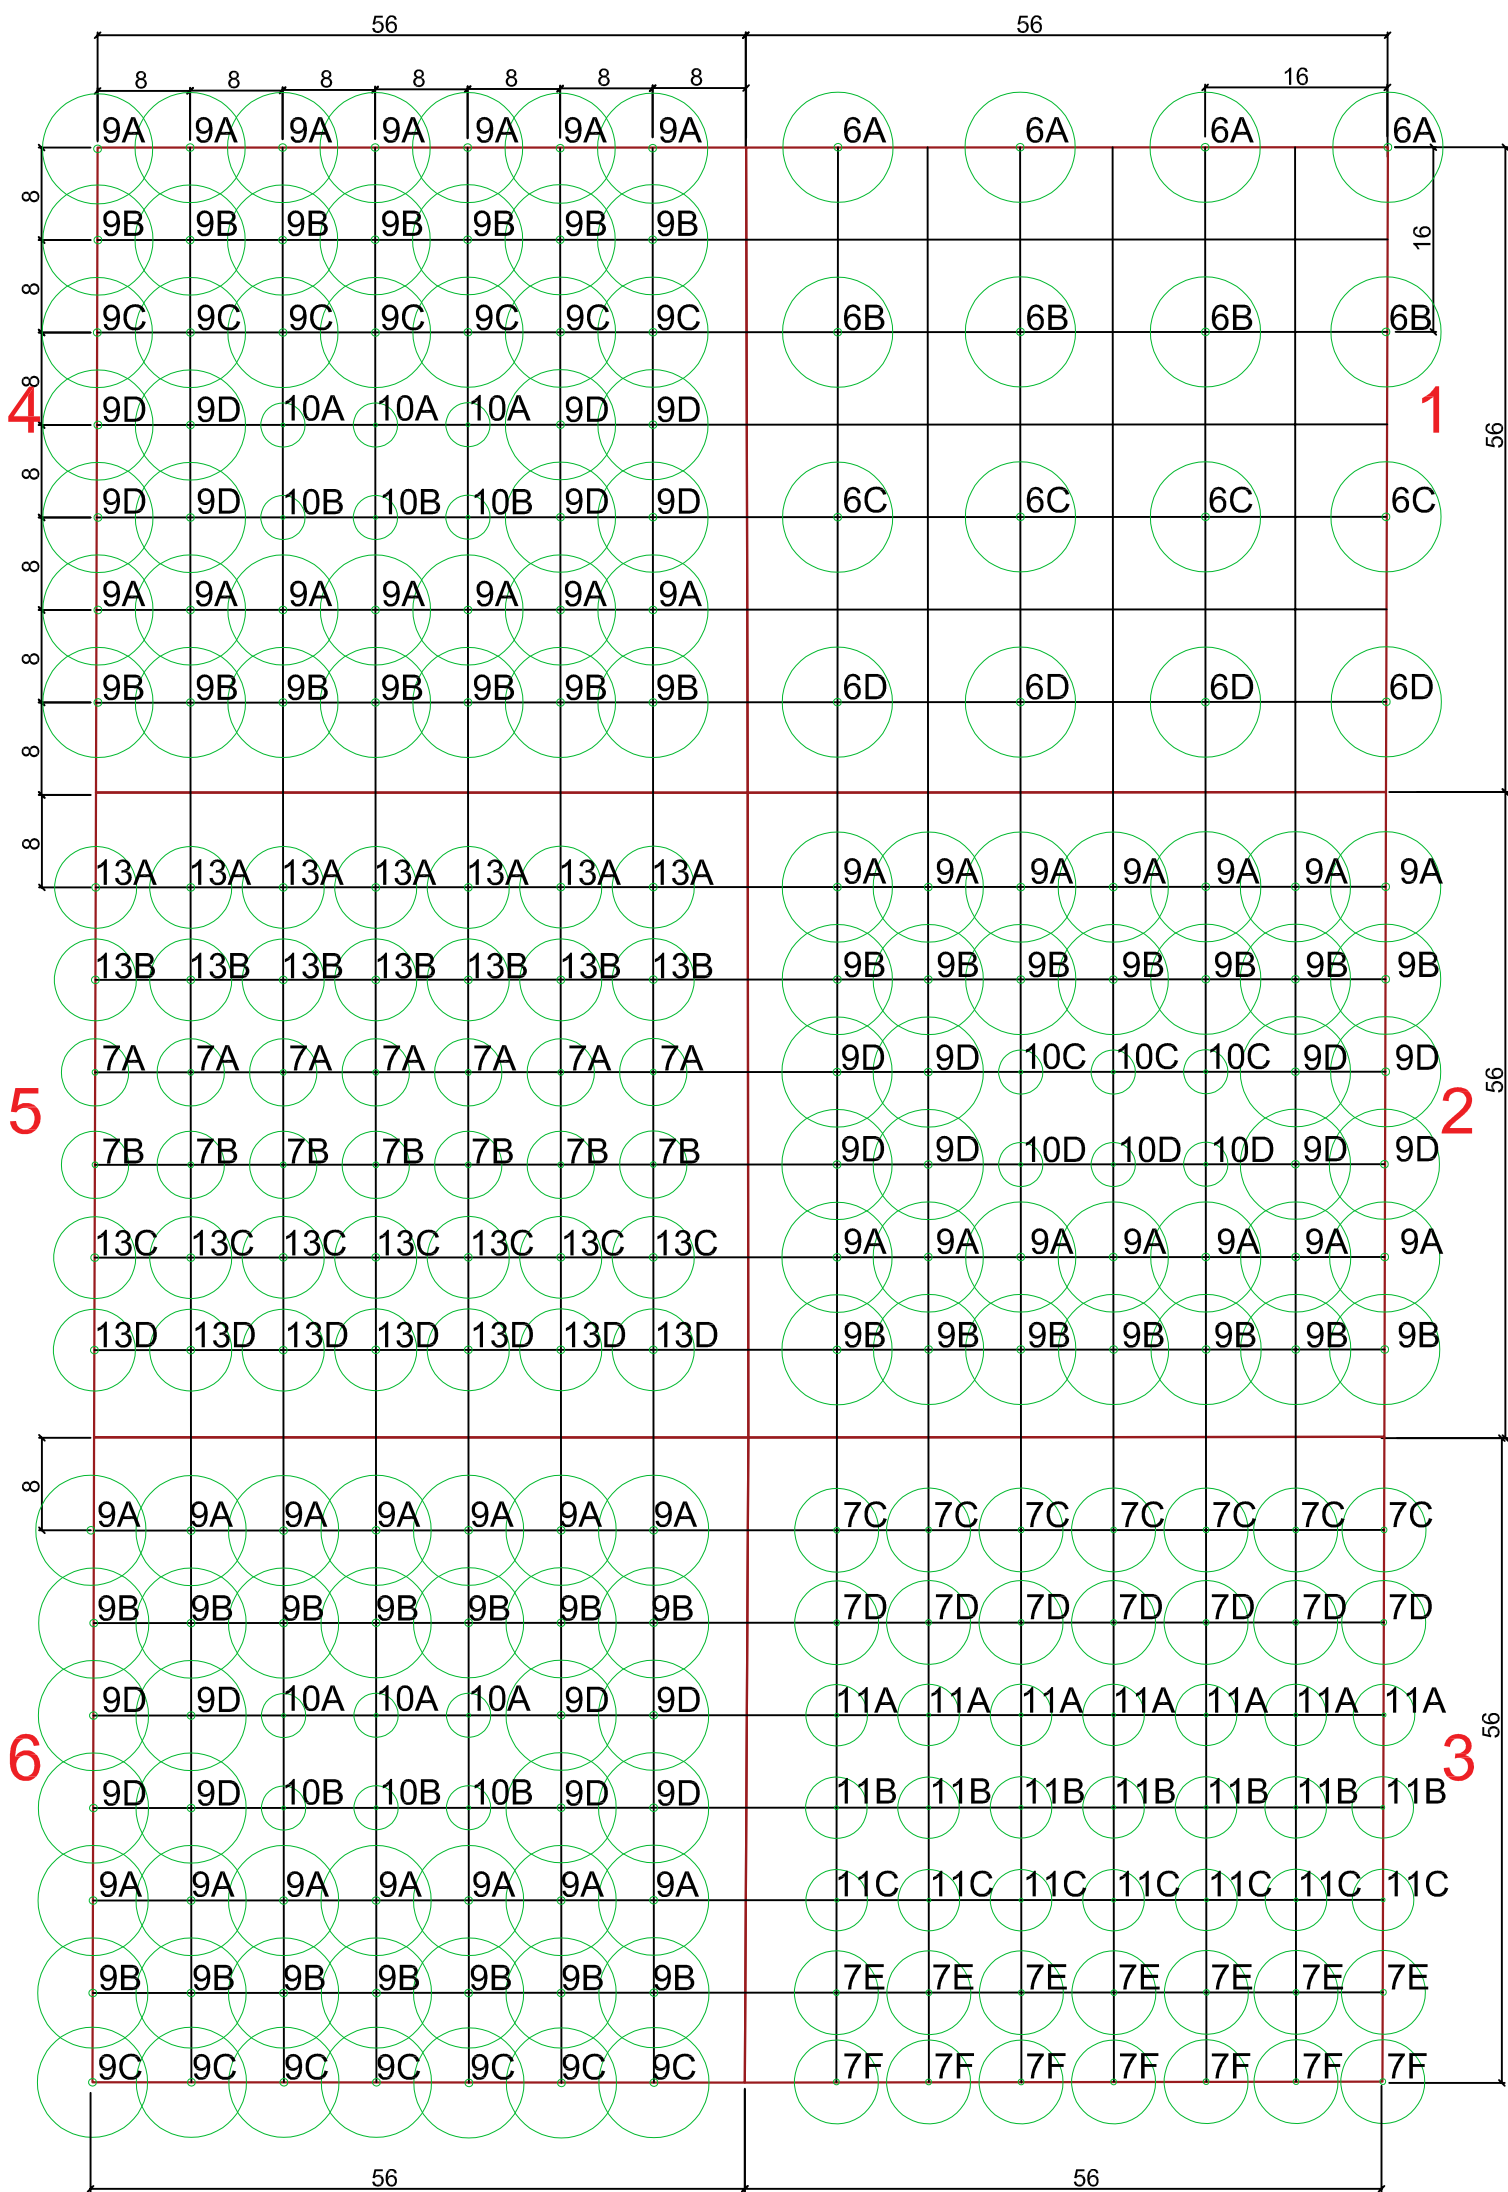 56 56
8 8 8 8 8 8 8 16
9A 9A 9A 9A 9A 9A 9A 6A 6A 6A 6A
8 16
9B 9B 9B 9B 9B 9B 9B
8
9C 9C 9C 9C 9C 9C 9C 6B 6B 6B 6B
8
4 9D 9D 10A 10A 10A 9D 9D 1 56
8
9D 9D 10B 10B 10B 9D 9D 6C 6C 6C 6C
8
9A 9A 9A 9A 9A 9A 9A
8
9B 9B 9B 9B 9B 9B 9B 6D 6D 6D 6D
8
8
13A 13A 13A 13A 13A 13A 13A 9A 9A 9A 9A 9A 9A 9A
13B 13B 13B 13B 13B 13B 13B 9B 9B 9B 9B 9B 9B 9B
7A 7A 7A 7A 7A 7A 7A 9D 9D 10C 10C 10C 9D 9D
5 2 56
7B 7B 7B 7B 7B 7B 7B 9D 9D 10D 10D 10D 9D 9D
13C 13C 13C 13C 13C 13C 13C 9A 9A 9A 9A 9A 9A 9A
13D 13D 13D 13D 13D 13D 13D 9B 9B 9B 9B 9B 9B 9B
8
9A 9A 9A 9A 9A 9A 9A 7C 7C 7C 7C 7C 7C 7C
9B 9B 9B 9B 9B 9B 9B 7D 7D 7D 7D 7D 7D 7D
9D 9D 10A 10A 10A 9D 9D 11A 11A 11A 11A 11A 11A 11A
6 3 56
9D 9D 10B 10B 10B 9D 9D 11B 11B 11B 11B 11B 11B 11B
9A 9A 9A 9A 9A 9A 9A 11C 11C 11C 11C 11C 11C 11C
9B 9B 9B 9B 9B 9B 9B 7E 7E 7E 7E 7E 7E 7E
9C 9C 9C 9C 9C 9C 9C 7F 7F 7F 7F 7F 7F 7F
56 56